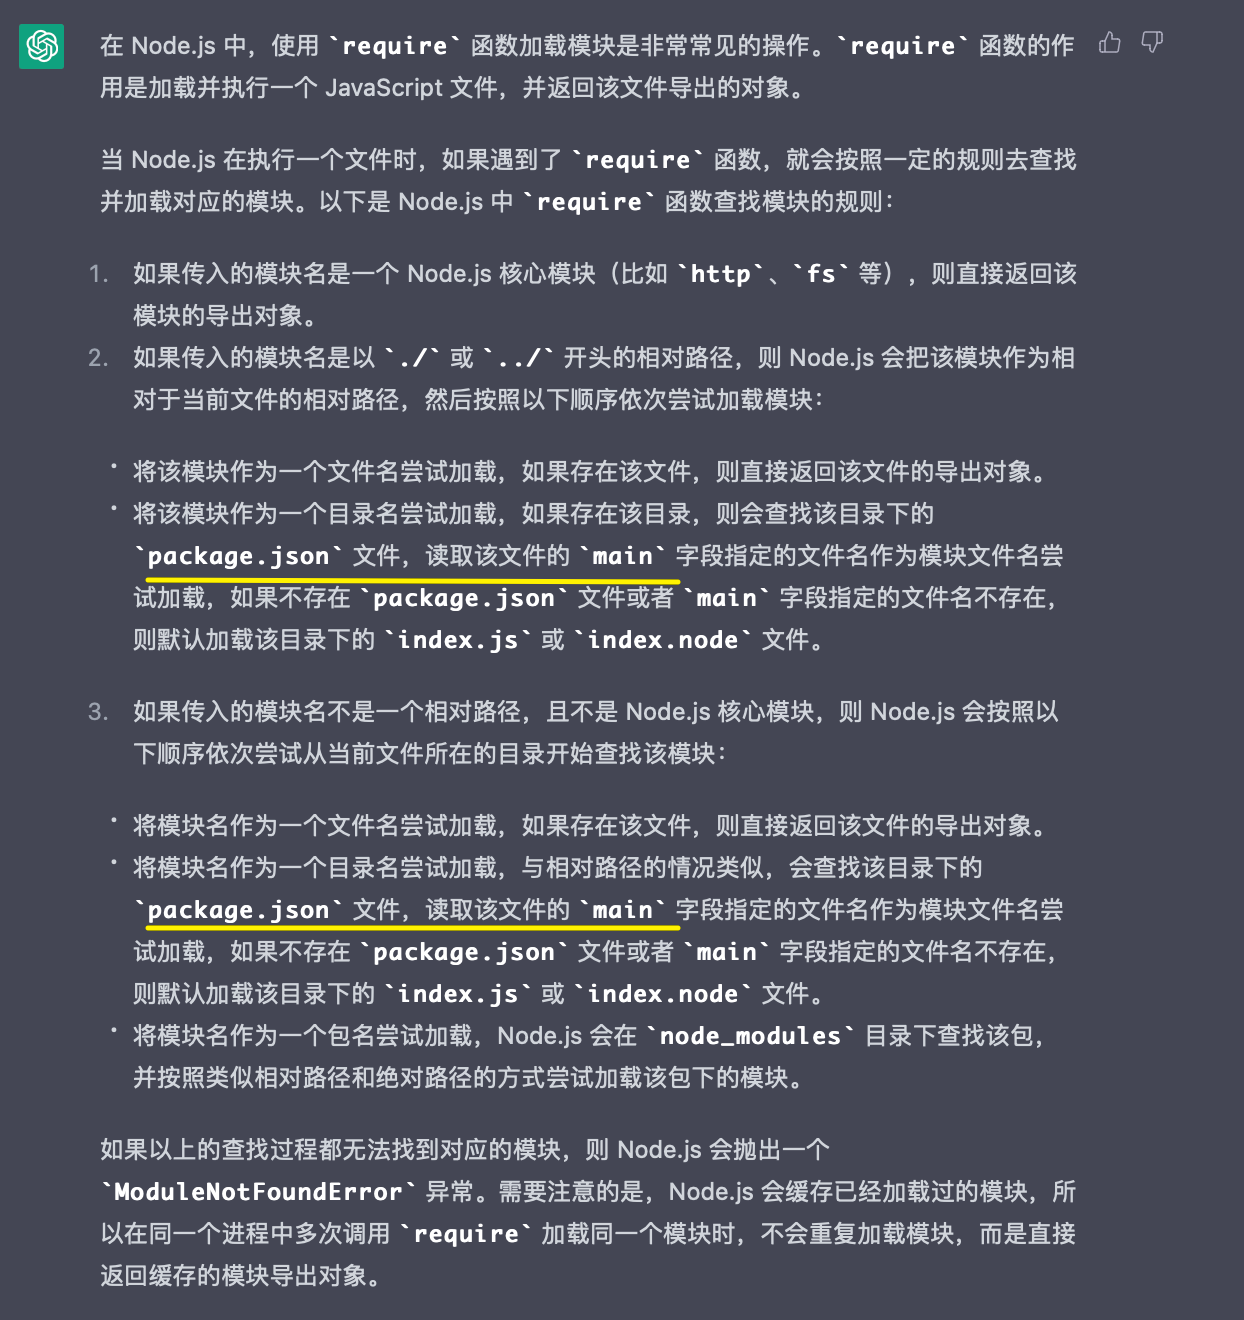 在 Node.js 中，使用 `require` 函数加载模块是非常常见的操作。`require` 函数的作
用是加载并执行一个 JavaScript 文件，并返回该文件导出的对象。
当 Node.js 在执行一个文件时，如果遇到了 `require` 函数，就会按照一定的规则去查找
并加载对应的模块。以下是 Node.js 中 `require` 函数查找模块的规则：
1. 如果传入的模块名是一个 Node.js 核心模块（比如 `http`、`fs` 等），则直接返回该
模块的导出对象。
2. 如果传入的模块名是以 `./` 或 `../` 开头的相对路径，则 Node.js 会把该模块作为相
对于当前文件的相对路径，然后按照以下顺序依次尝试加载模块：
• 将该模块作为一个文件名尝试加载，如果存在该文件，则直接返回该文件的导出对象。
• 将该模块作为一个目录名尝试加载，如果存在该目录，则会查找该目录下的
`package.json` 文件，读取该文件的 `main` 字段指定的文件名作为模块文件名尝
试加载，如果不存在 `package.json` 文件或者 `main` 字段指定的文件名不存在，
则默认加载该目录下的 `index.js` 或 `index.node` 文件。
3. 如果传入的模块名不是一个相对路径，且不是 Node.js 核心模块，则 Node.js 会按照以
下顺序依次尝试从当前文件所在的目录开始查找该模块：
• 将模块名作为一个文件名尝试加载，如果存在该文件，则直接返回该文件的导出对象。
• 将模块名作为一个目录名尝试加载，与相对路径的情况类似，会查找该目录下的
`package.json` 文件，读取该文件的 `main` 字段指定的文件名作为模块文件名尝
试加载，如果不存在 `package.json` 文件或者 `main` 字段指定的文件名不存在，
则默认加载该目录下的 `index.js` 或 `index.node` 文件。
• 将模块名作为一个包名尝试加载，Node.js 会在 `node_modules` 目录下查找该包，
并按照类似相对路径和绝对路径的方式尝试加载该包下的模块。
如果以上的查找过程都无法找到对应的模块，则 Node.js 会抛出一个
`ModuleNotFoundError` 异常。需要注意的是，Node.js 会缓存已经加载过的模块，所
以在同一个进程中多次调用 `require` 加载同一个模块时，不会重复加载模块，而是直接
返回缓存的模块导出对象。